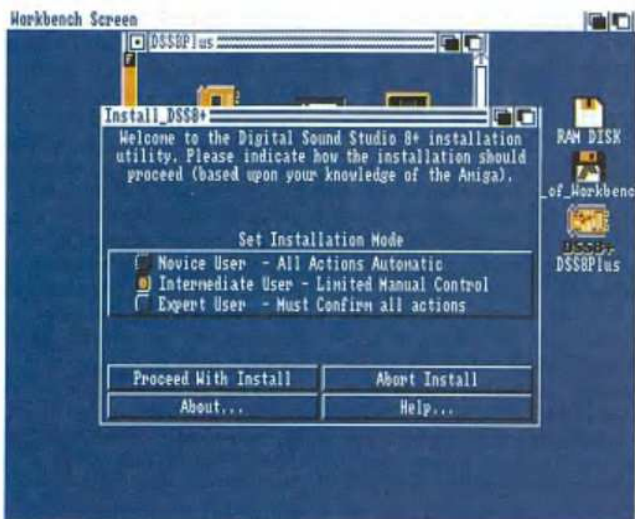 Workbench Screen
DSS8Plus
Install_DSS8+
Welcome to the Digital Sound Studio 8+ installation
utility. Please indicate how the installation should
proceed (based upon your knowledge of the Amiga).
Set Installation Mode
Novice User - All Actions Automatic
Intermediate User - Limited Manual Control
Expert User - Must Confirm all actions
Proceed With Install
Abort Install
About...
Help...
RAM DISK
_of_Workbenc
DSS8+
DSS8Plus